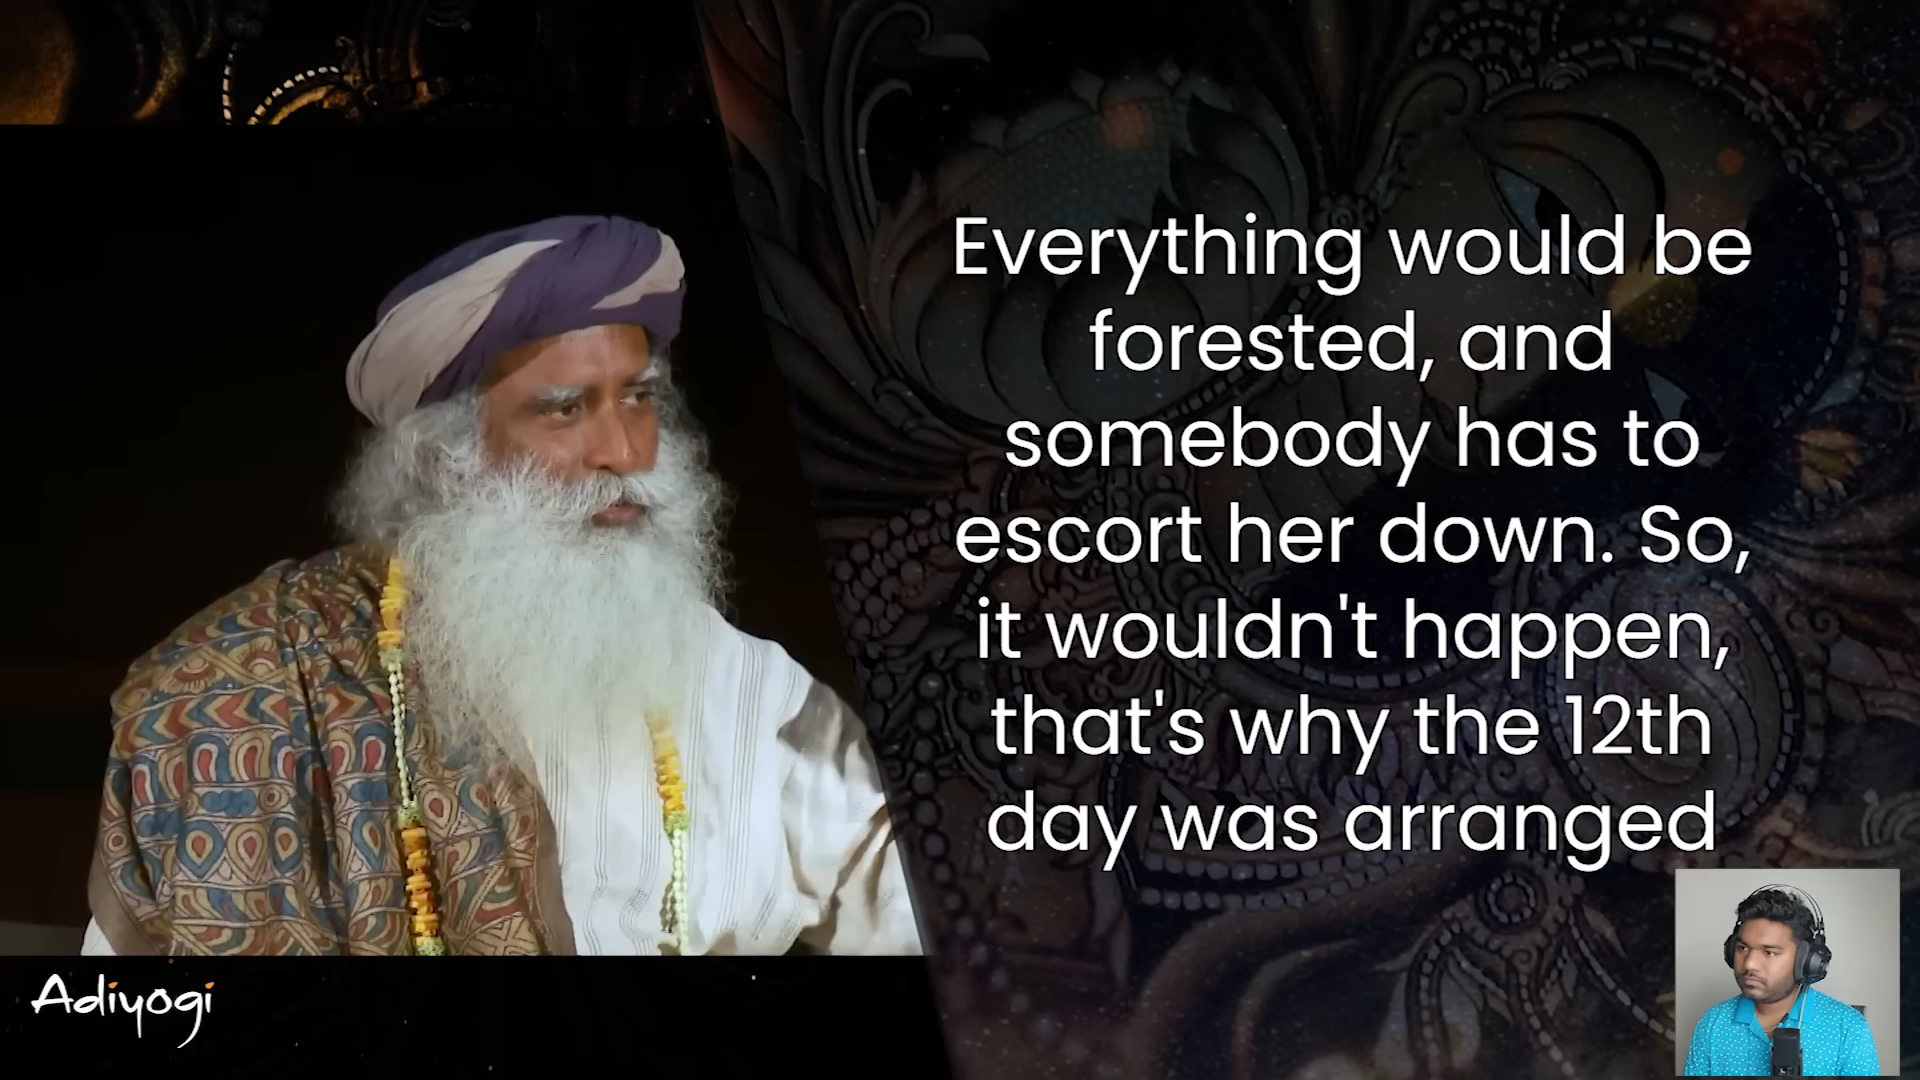 Everything would be
forested, and
somebody has to
escort her down. So,
it wouldn't happen,
that's why the 12th
day was arranged
Adiyogi